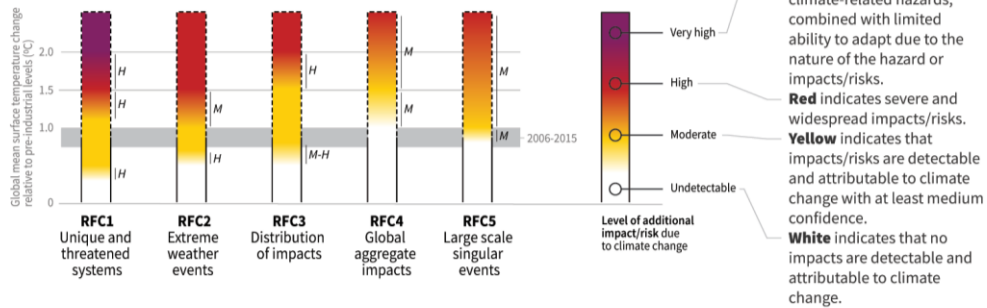 climate-related hazards,
combined with limited
ability to adapt due to the
nature of the hazard or
impacts/risks.
Red indicates severe and
widespread impacts/risks.
Yellow indicates that
impacts/risks are detectable
and attributable to climate
change with at least medium
confidence.
White indicates that no
impacts are detectable and
attributable to climate
change.
Global mean surface temperature change
relative to pre-industrial levels (ºC)
2.0
1.5
1.0
0
H
H
H
M
H
H
M-H
M
M
M
M
2006-2015
RFC1
Unique and
threatened
systems
RFC2
Extreme
weather
events
RFC3
Distribution
of impacts
RFC4
Global
aggregate
impacts
RFC5
Large scale
singular
events
Very high
High
Moderate
Undetectable
Level of additional
impact/risk due
to climate change